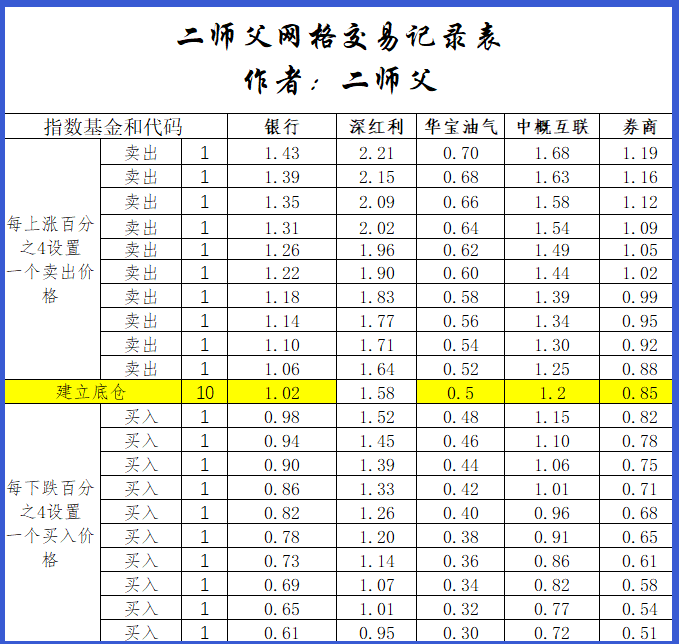 二师父网格交易记录表
作者：二师父
指数基金和代码 银行 深红利 华宝油气 中概互联 券商
每上涨百分之4设置一个卖出价格
卖出 1 1.43 2.21 0.70 1.68 1.19
卖出 1 1.39 2.15 0.68 1.63 1.16
卖出 1 1.35 2.09 0.66 1.58 1.12
卖出 1 1.31 2.02 0.64 1.54 1.09
卖出 1 1.26 1.96 0.62 1.49 1.05
卖出 1 1.22 1.90 0.60 1.44 1.02
卖出 1 1.18 1.83 0.58 1.39 0.99
卖出 1 1.14 1.77 0.56 1.34 0.95
卖出 1 1.10 1.71 0.54 1.30 0.92
卖出 1 1.06 1.64 0.52 1.25 0.88
建立底仓 10 1.02 1.58 0.5 1.2 0.85
每下跌百分之4设置一个买入价格
买入 1 0.98 1.52 0.48 1.15 0.82
买入 1 0.94 1.45 0.46 1.10 0.78
买入 1 0.90 1.39 0.44 1.06 0.75
买入 1 0.86 1.33 0.42 1.01 0.71
买入 1 0.82 1.26 0.40 0.96 0.68
买入 1 0.78 1.20 0.38 0.91 0.65
买入 1 0.73 1.14 0.36 0.86 0.61
买入 1 0.69 1.07 0.34 0.82 0.58
买入 1 0.65 1.01 0.32 0.77 0.54
买入 1 0.61 0.95 0.30 0.72 0.51